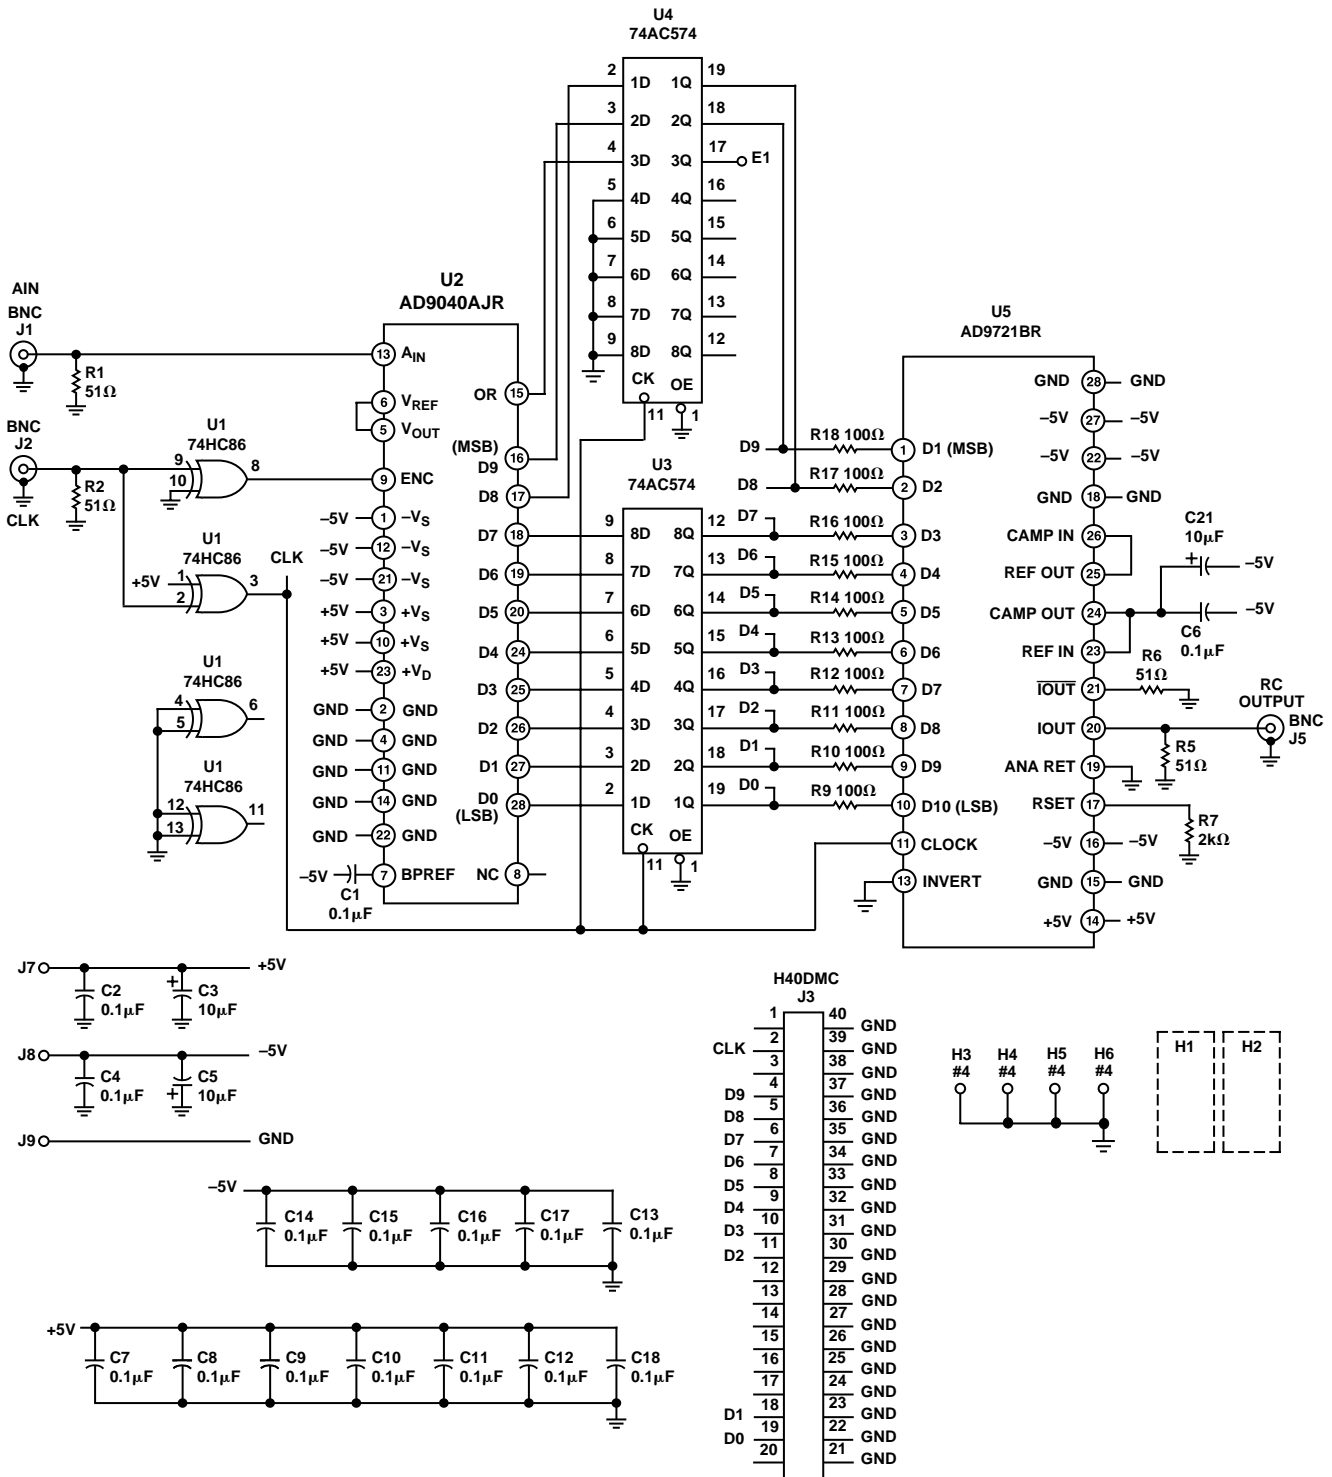 U4
74AC574
2 1D 1Q 19
3 2D 2Q 18
4 3D 3Q 17 E1
5 4D 4Q 16
6 5D 5Q 15
7 6D 6Q 14
8 7D 7Q 13
9 8D 8Q 12
CK OE
11 1
AIN
BNC
J1
R1
51Ω
BNC
J2
R2
51Ω
CLK
U1
74HC86
9
10
8
U1
74HC86
+5V 1
2
3
CLK
U1
74HC86
4
5
6
U1
74HC86
12
13
11
U2
AD9040AJR
13 AIN
6 VREF
5 VOUT
9 ENC
–5V 1 –VS
–5V 12 –VS
–5V 21 –VS
+5V 3 +VS
+5V 10 +VS
+5V 23 +VD
GND 2 GND
GND 4 GND
GND 11 GND
GND 14 GND
GND 22 GND
–5V 7 BPREF
C1
0.1μF
OR 15
(MSB)
D9 16
D8 17
D7 18
D6 19
D5 20
D4 24
D3 25
D2 26
D1 27
D0 28
(LSB)
NC 8
U3
74AC574
9 8D 8Q 12 D7
8 7D 7Q 13 D6
7 6D 6Q 14 D5
6 5D 5Q 15 D4
5 4D 4Q 16 D3
4 3D 3Q 17 D2
3 2D 2Q 18 D1
2 1D 1Q 19 D0
CK OE
11 1
U5
AD9721BR
D9 R18 100Ω 1 D1 (MSB)
D8 R17 100Ω 2 D2
R16 100Ω 3 D3
R15 100Ω 4 D4
R14 100Ω 5 D5
R13 100Ω 6 D6
R12 100Ω 7 D7
R11 100Ω 8 D8
R10 100Ω 9 D9
R9 100Ω 10 D10 (LSB)
11 CLOCK
13 INVERT
GND 28 GND
–5V 27 –5V
–5V 22 –5V
GND 18 GND
CAMP IN 26
REF OUT 25
CAMP OUT 24
REF IN 23
IOUT 21
IOUT 20
ANA RET 19
RSET 17
–5V 16 –5V
GND 15 GND
+5V 14 +5V
C21
10μF
+ –5V
–5V
C6
0.1μF
R6
51Ω
RC
OUTPUT
BNC
J5
R5
51Ω
R7
2kΩ
J7 +5V
C2
0.1μF
+ C3
10μF
J8 –5V
C4
0.1μF
+ C5
10μF
J9 GND
–5V
C14
0.1μF
C15
0.1μF
C16
0.1μF
C17
0.1μF
C13
0.1μF
+5V
C7
0.1μF
C8
0.1μF
C9
0.1μF
C10
0.1μF
C11
0.1μF
C12
0.1μF
C18
0.1μF
H40DMC
J3
1 40 GND
CLK 2 39 GND
3 38 GND
D9 4 37 GND
D8 5 36 GND
D7 6 35 GND
D6 7 34 GND
D5 8 33 GND
D4 9 32 GND
D3 10 31 GND
D2 11 30 GND
12 29 GND
13 28 GND
14 27 GND
15 26 GND
16 25 GND
17 24 GND
D1 18 23 GND
D0 19 22 GND
20 21 GND
H3
#4
H4
#4
H5
#4
H6
#4
H1
H2